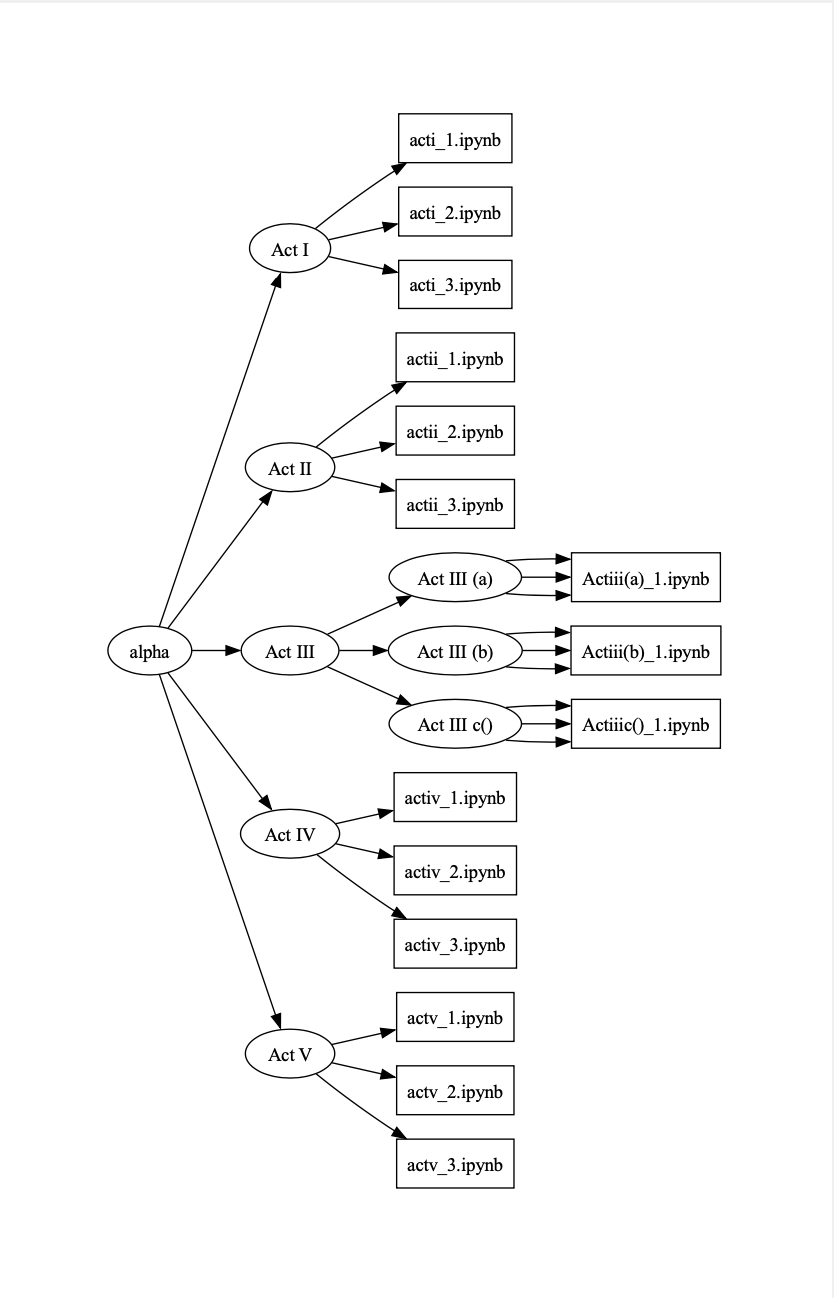 acti_1.ipynb
acti_2.ipynb
Act I
acti_3.ipynb
actii_1.ipynb
actii_2.ipynb
Act II
actii_3.ipynb
Act III (a)
Actiii(a)_1.ipynb
alpha
Act III
Act III (b)
Actiii(b)_1.ipynb
Act III c()
Actiiic()_1.ipynb
activ_1.ipynb
Act IV
activ_2.ipynb
activ_3.ipynb
actv_1.ipynb
Act V
actv_2.ipynb
actv_3.ipynb